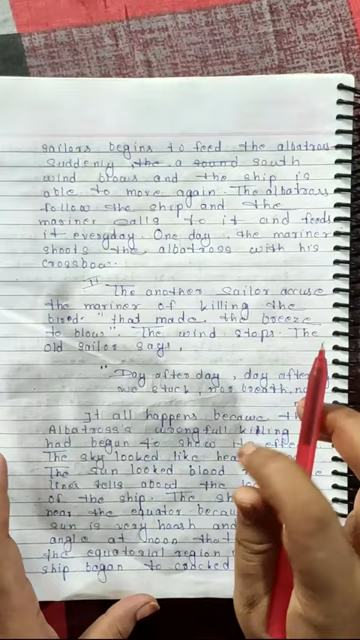 sailors begins to feed the albatross
Suddenly the a sound south
wind blows and the ship is
able to move again. The albatross
follow the ship and the
mariner calls to it and feeds
it everyday. One day, the mariner
shoots the albatross with his
crossbow.
II
The another Sailor accuse
the mariner of killing the
bird "that made the breeze
to blow". The wind stops. The
old sailor says,
"Day after day, day after
we stuck, nor breath, no
It all happens because
Albatross's wrongfull killing
had begun to show
The sky looked like
The Sun looked blood
lines tells about the
of the ship. The
near the equator
sun is very harsh and
angle at noon that
the equatorial region
ship began to